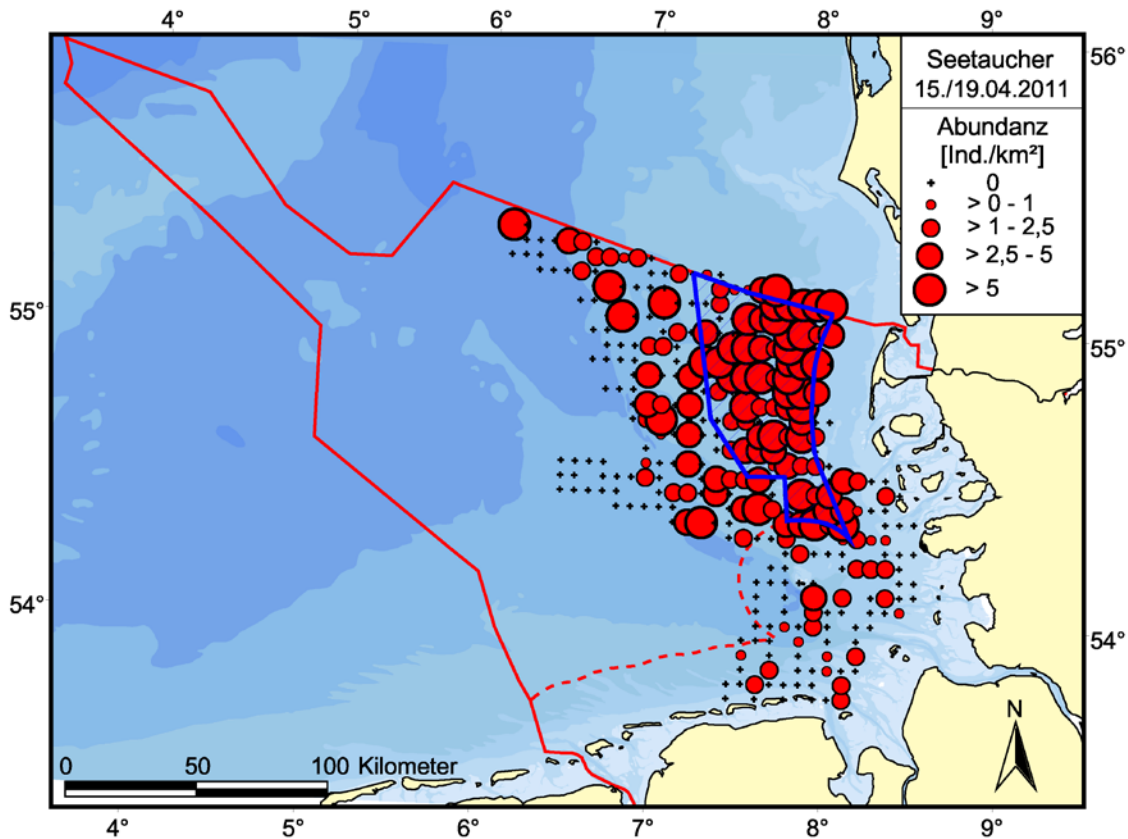 4° 5° 6° 7° 8° 9°
56°
Seetaucher
15./19.04.2011
Abundanz
[Ind./km²]
0
> 0 - 1
> 1 - 2,5
> 2,5 - 5
> 5
55° 55°
54° 54°
N
0 50 100 Kilometer
4° 5° 6° 7° 8° 9°